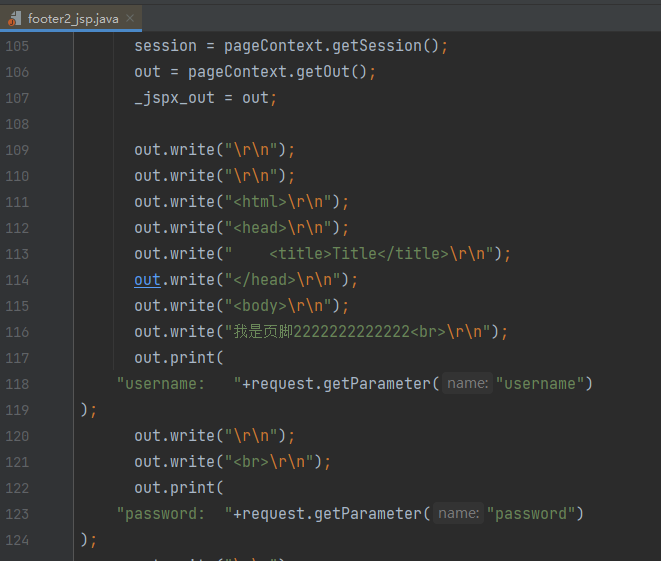 footer2_jsp.java
105 session = pageContext.getSession();
106 out = pageContext.getOut();
107 _jspx_out = out;
108
109 out.write("\r\n");
110 out.write("\r\n");
111 out.write("<html>\r\n");
112 out.write("<head>\r\n");
113 out.write("    <title>Title</title>\r\n");
114 out.write("</head>\r\n");
115 out.write("<body>\r\n");
116 out.write("我是页脚2222222222222<br>\r\n");
117 out.print(
118 "username:   "+request.getParameter( name: "username")
119 );
120 out.write("\r\n");
121 out.write("<br>\r\n");
122 out.print(
123 "password:  "+request.getParameter( name: "password")
124 );